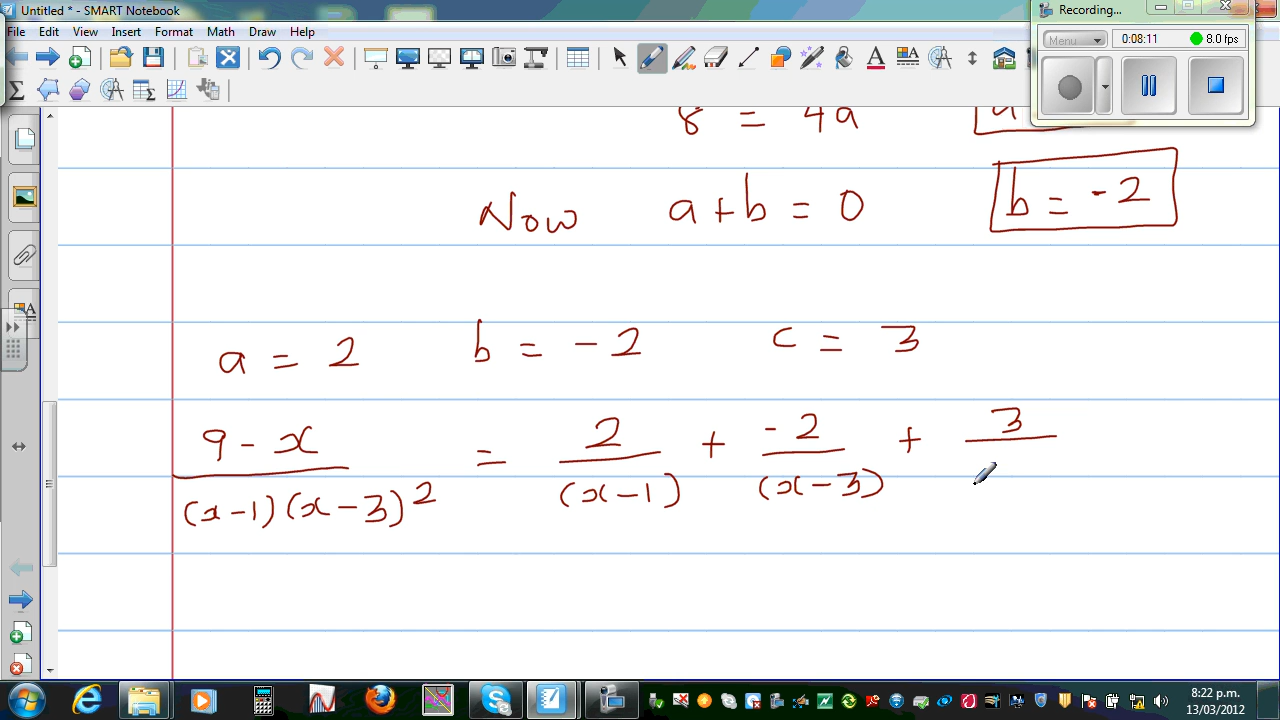 Untitled * - SMART Notebook
Recording...
File Edit View Insert Format Math Draw Help
Menu
0:08:11
8.0 fps
8 = 4a
Now a+b = 0
b = -2
a = 2 b = -2 c = 3
9 - x 2 -2 3
= + +
(x-1)(x-3)² (x-1) (x-3)
8:22 p.m.
13/03/2012